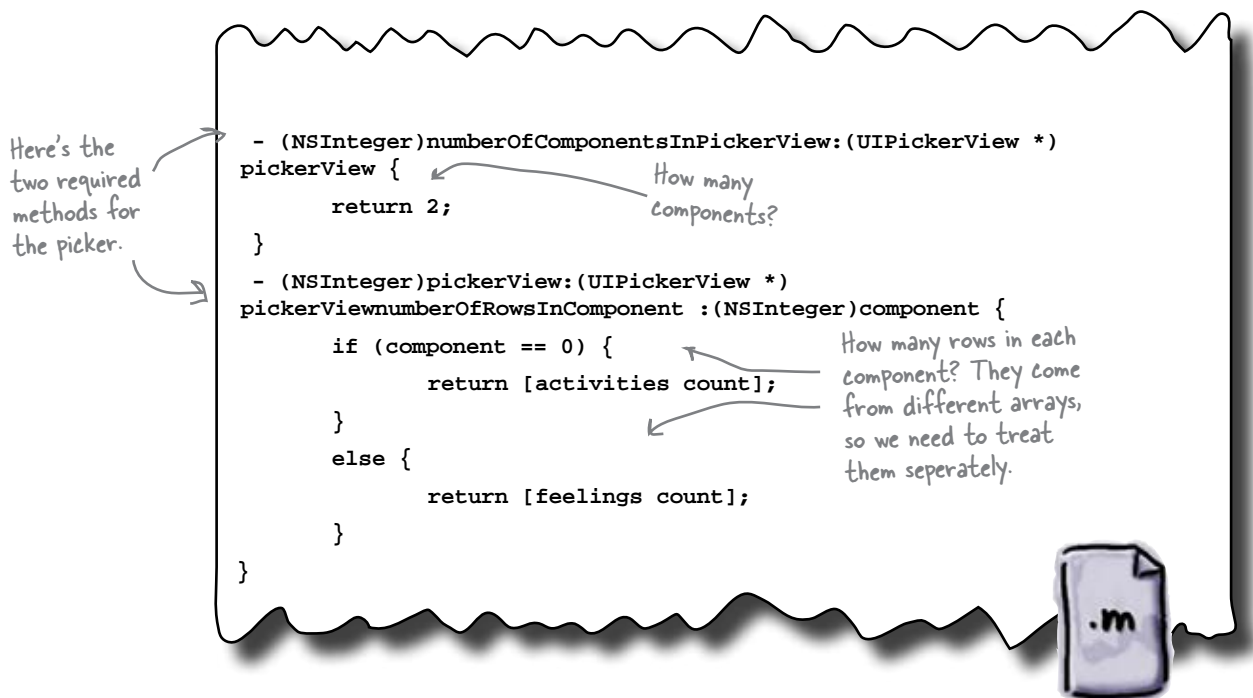 Here's the
two required
methods for
the picker.
- (NSInteger)numberOfComponentsInPickerView:(UIPickerView *)
pickerView {
How many
components?
return 2;
}
- (NSInteger)pickerView:(UIPickerView *)
pickerViewnumberOfRowsInComponent :(NSInteger)component {
if (component == 0) {
return [activities count];
}
else {
return [feelings count];
}
}
How many rows in each
component? They come
from different arrays,
so we need to treat
them seperately.
.m